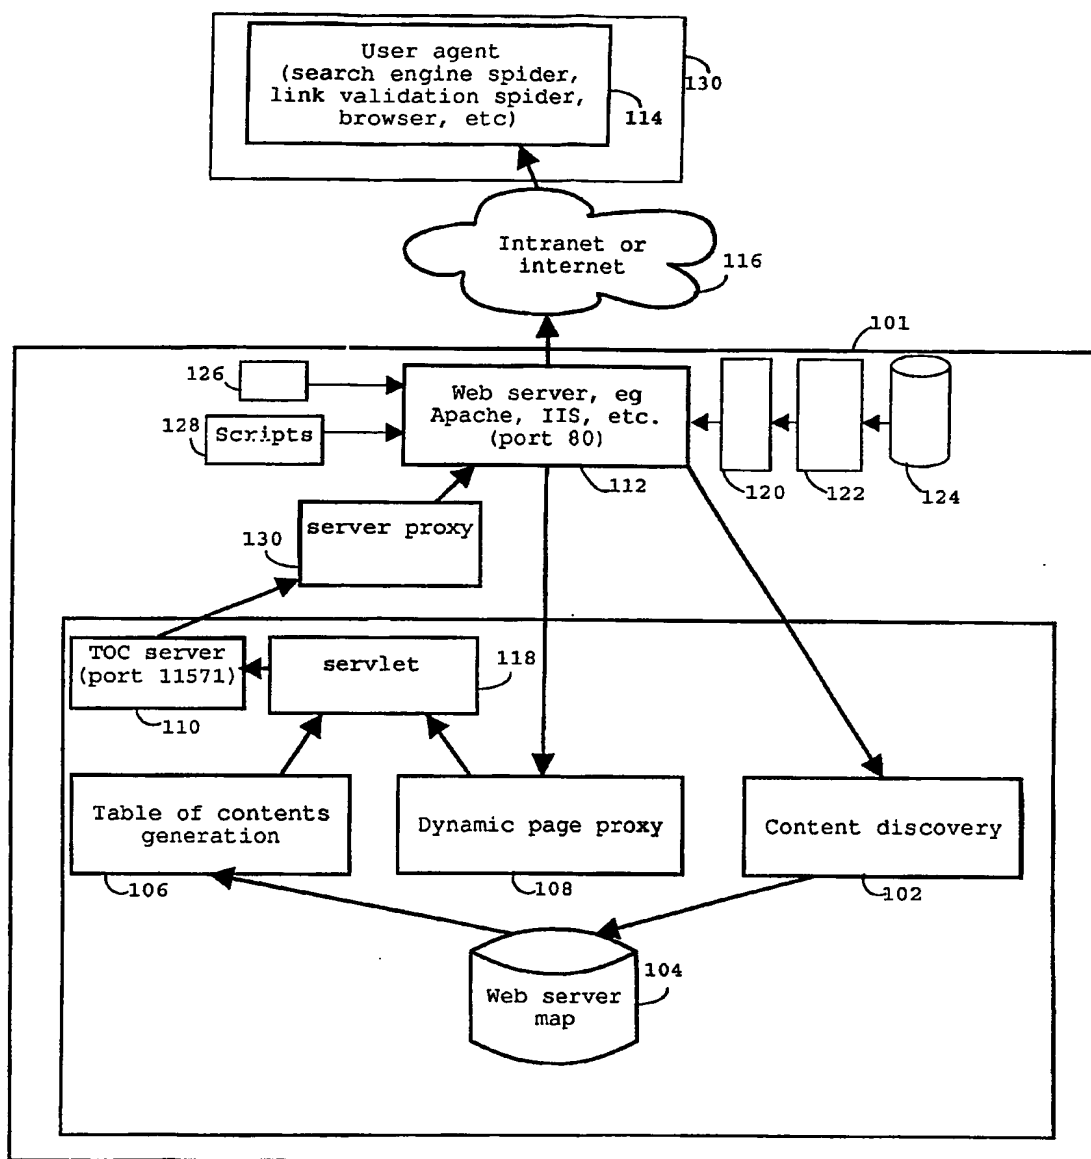 User agent
(search engine spider,
link validation spider,
browser, etc)
130
114
Intranet or
internet
116
101
126
Web server, eg
Apache, IIS, etc.
(port 80)
128
Scripts
112
120
122
124
server proxy
130
TOC server
(port 11571)
servlet
118
110
Table of contents
generation
Dynamic page proxy
Content discovery
106
108
102
104
Web server
map